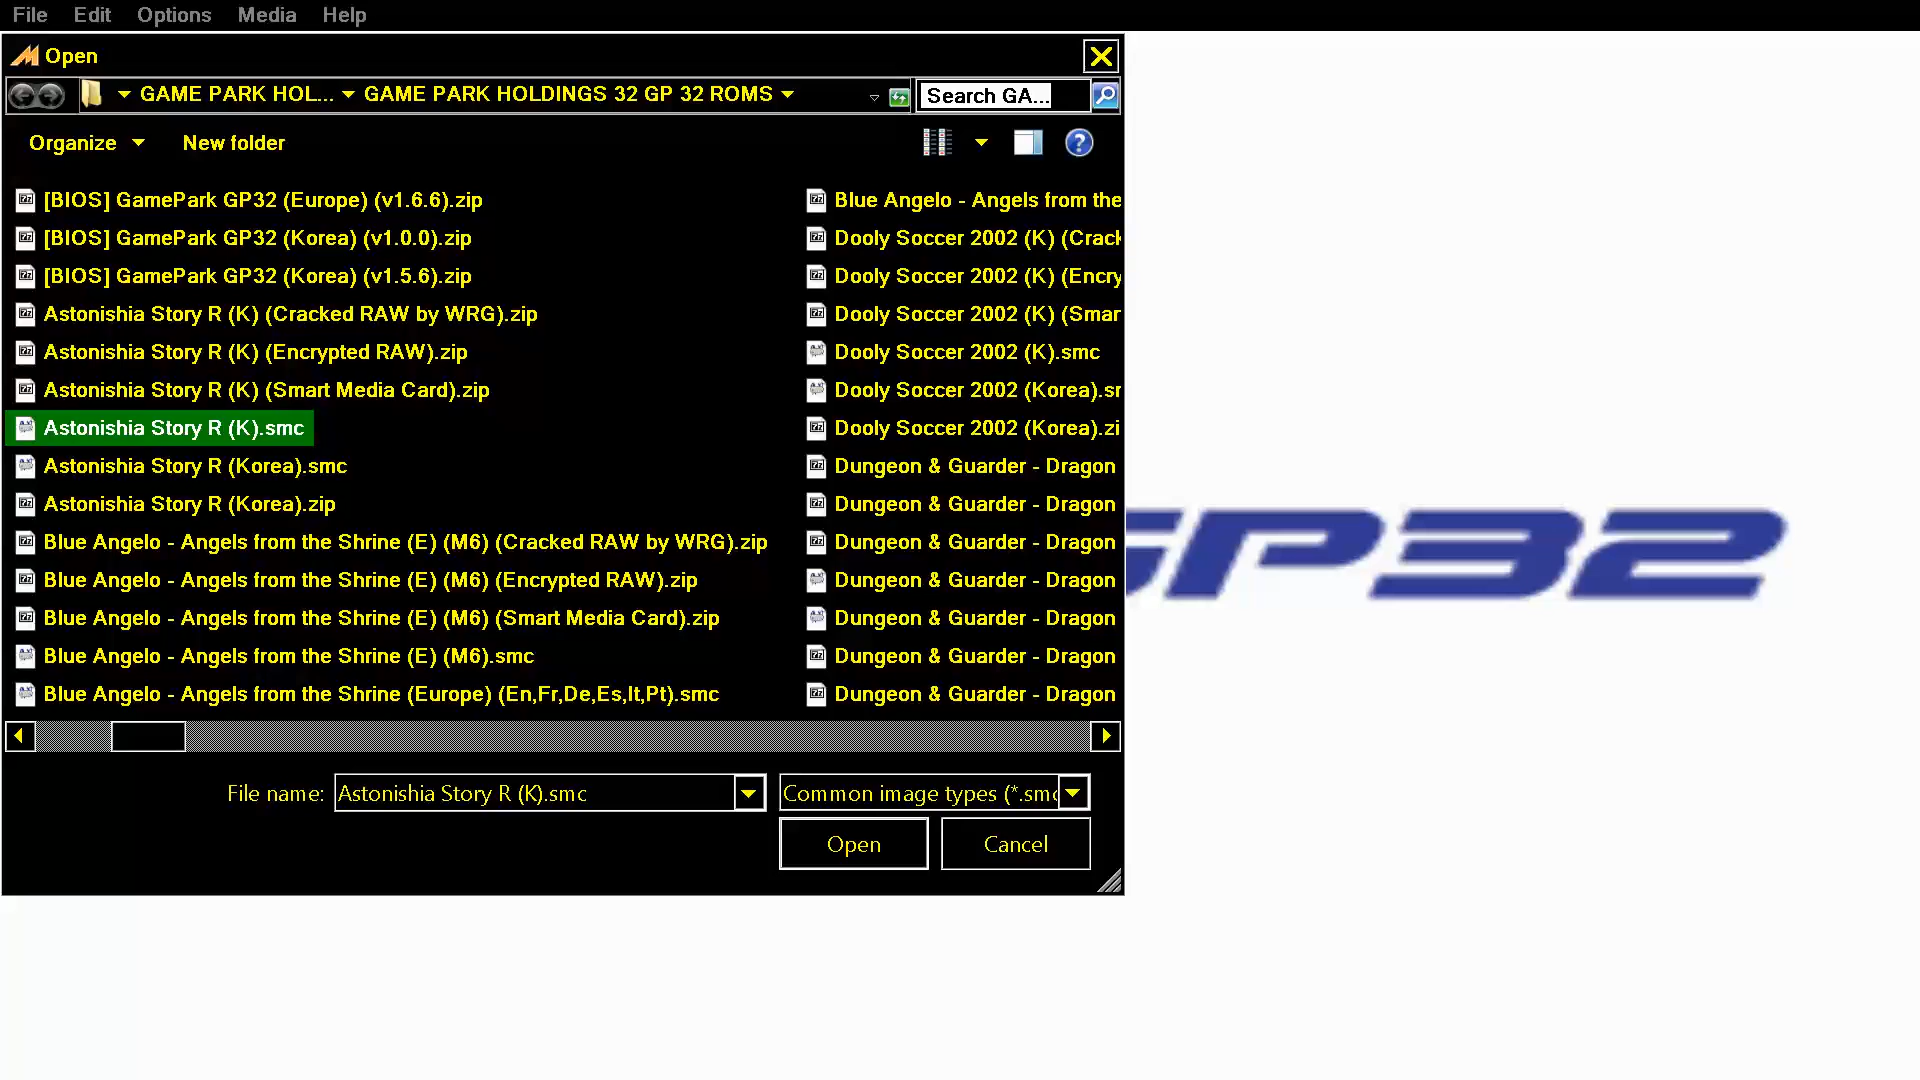 File Edit Options Media Help
Open
GAME PARK HOL... GAME PARK HOLDINGS 32 GP 32 ROMS
Search GA...
Organize New folder
[BIOS] GamePark GP32 (Europe) (v1.6.6).zip
[BIOS] GamePark GP32 (Korea) (v1.0.0).zip
[BIOS] GamePark GP32 (Korea) (v1.5.6).zip
Astonishia Story R (K) (Cracked RAW by WRG).zip
Astonishia Story R (K) (Encrypted RAW).zip
Astonishia Story R (K) (Smart Media Card).zip
Astonishia Story R (K).smc
Astonishia Story R (Korea).smc
Astonishia Story R (Korea).zip
Blue Angelo - Angels from the Shrine (E) (M6) (Cracked RAW by WRG).zip
Blue Angelo - Angels from the Shrine (E) (M6) (Encrypted RAW).zip
Blue Angelo - Angels from the Shrine (E) (M6) (Smart Media Card).zip
Blue Angelo - Angels from the Shrine (E) (M6).smc
Blue Angelo - Angels from the Shrine (Europe) (En,Fr,De,Es,It,Pt).smc
Blue Angelo - Angels from the
Dooly Soccer 2002 (K) (Crack
Dooly Soccer 2002 (K) (Encry
Dooly Soccer 2002 (K) (Smar
Dooly Soccer 2002 (K).smc
Dooly Soccer 2002 (Korea).sm
Dooly Soccer 2002 (Korea).zi
Dungeon & Guarder - Dragon
Dungeon & Guarder - Dragon
Dungeon & Guarder - Dragon
Dungeon & Guarder - Dragon
Dungeon & Guarder - Dragon
Dungeon & Guarder - Dragon
Dungeon & Guarder - Dragon
File name: Astonishia Story R (K).smc
Common image types (*.smc
Open Cancel
GP32